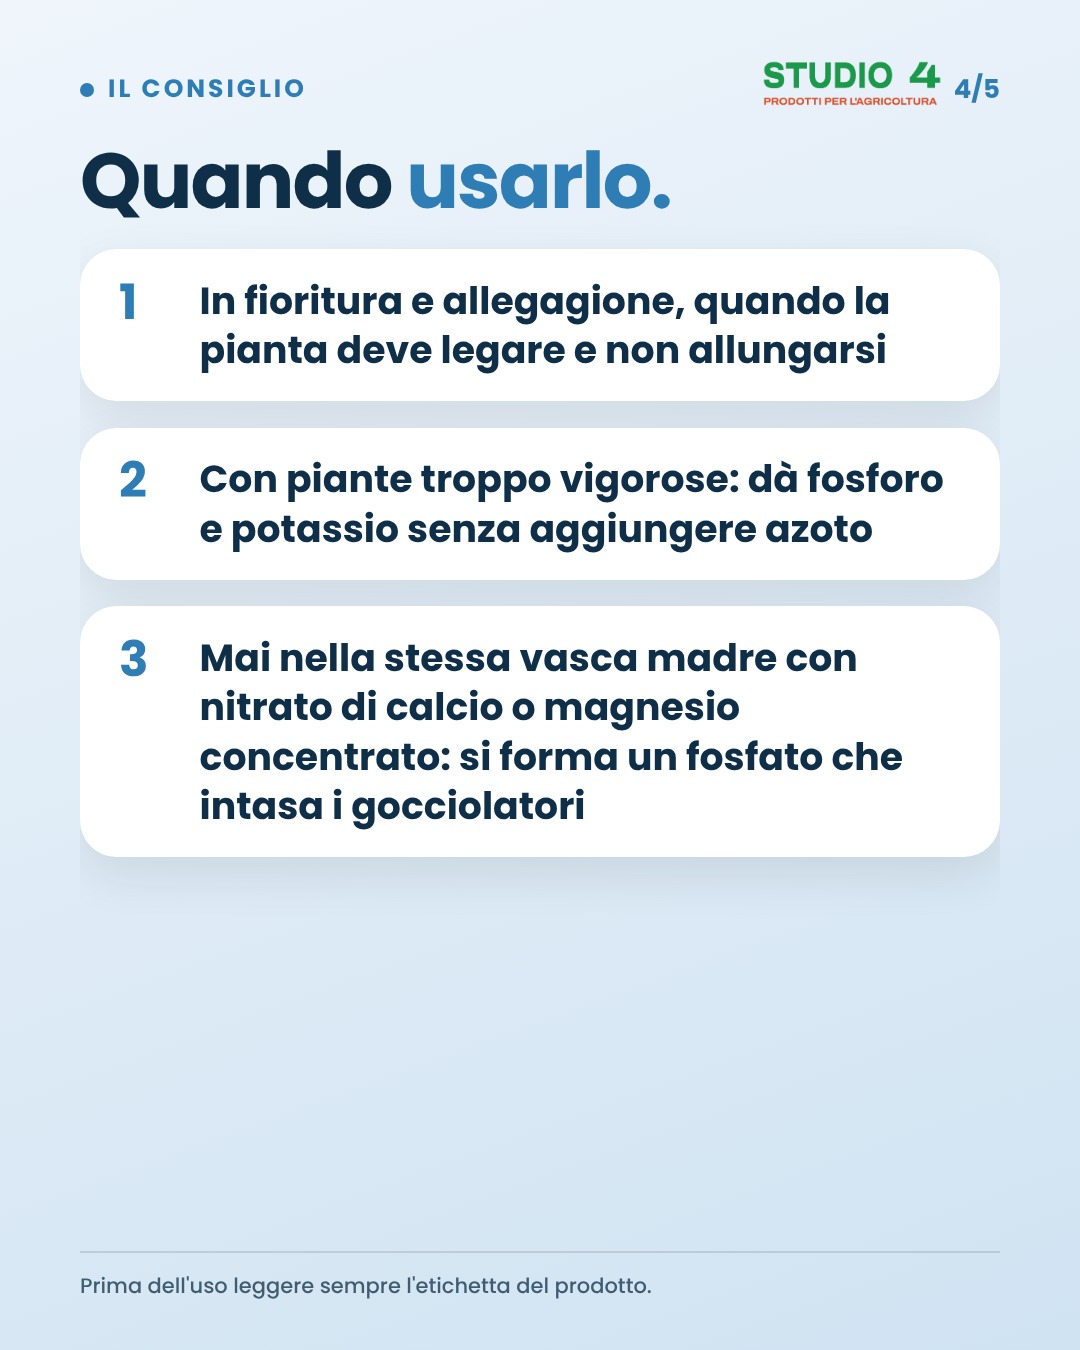 IL CONSIGLIO
STUDIO 4
PRODOTTI PER L'AGRICOLTURA
4/5
Quando usarlo.
1
In fioritura e allegagione, quando la
pianta deve legare e non allungarsi
2
Con piante troppo vigorose: dà fosforo
e potassio senza aggiungere azoto
3
Mai nella stessa vasca madre con
nitrato di calcio o magnesio
concentrato: si forma un fosfato che
intasa i gocciolatori
Prima dell'uso leggere sempre l'etichetta del prodotto.